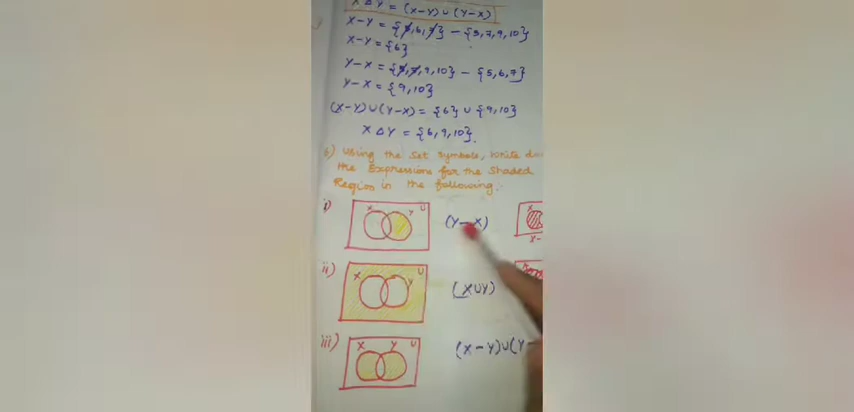 X Δ Y = (X-Y) ∪ (Y-X)
X-Y = {5,6,7} - {5,7,9,10}
X-Y = {6}
Y-X = {5,7,9,10} - {5,6,7}
Y-X = {9,10}
(X-Y)∪(Y-X) = {6} ∪ {9,10}
X Δ Y = {6,9,10}.
6) Using the Set symbols, Write
the Expressions for the Shaded
Region in the following.
i) X Y U (Y-X) X
Y-
ii) X Y U (X∪Y)
iii) X Y U (X-Y)∪(Y-